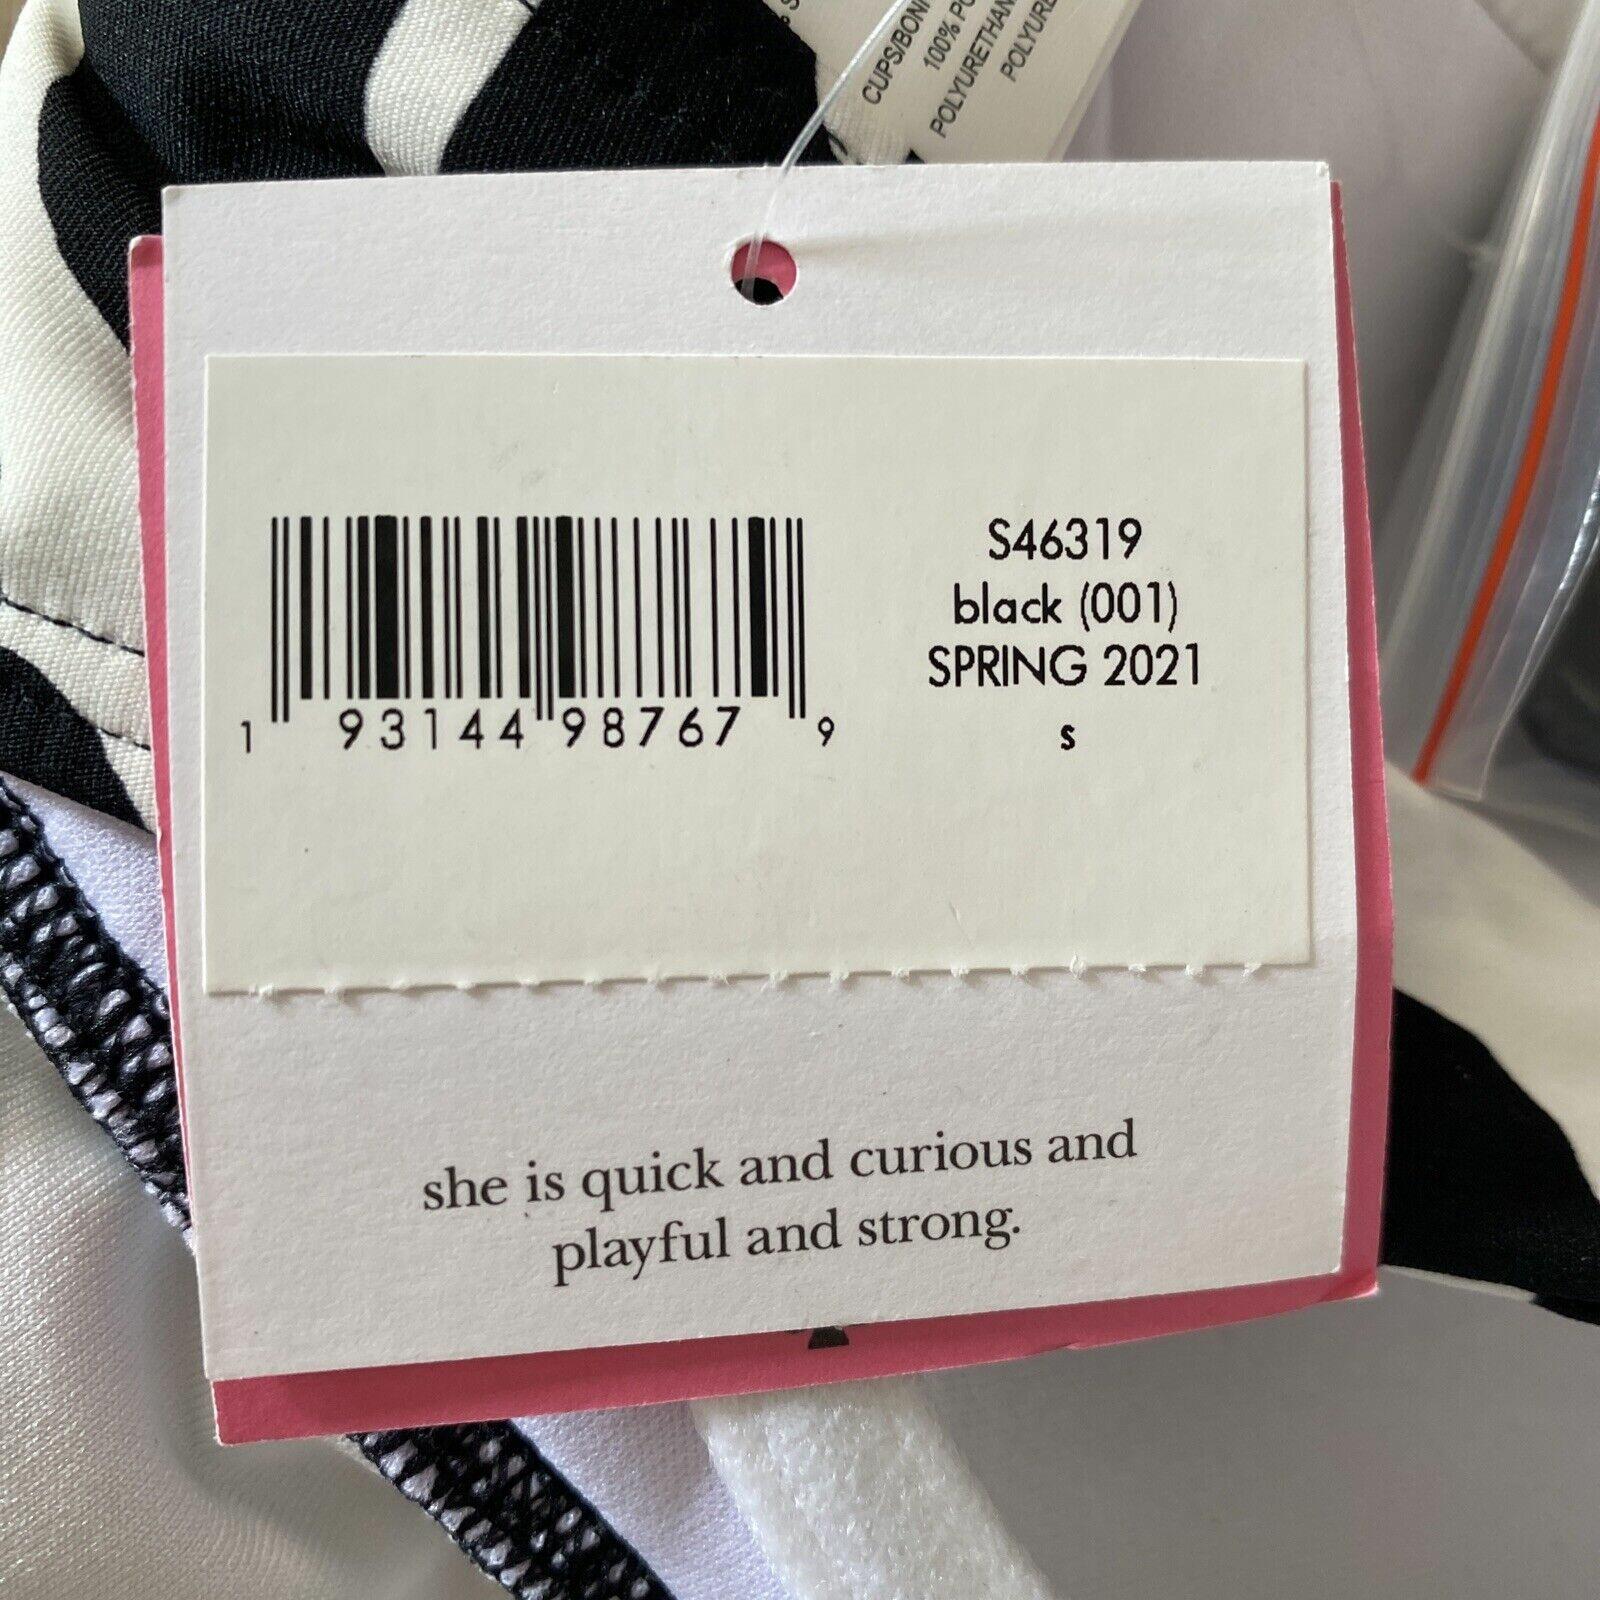 CUPS/BONI
100% PO
POLYURETHAN
POLYURE
S46319
black (001)
SPRING 2021
s
1 93144 98767 9
she is quick and curious and
playful and strong.